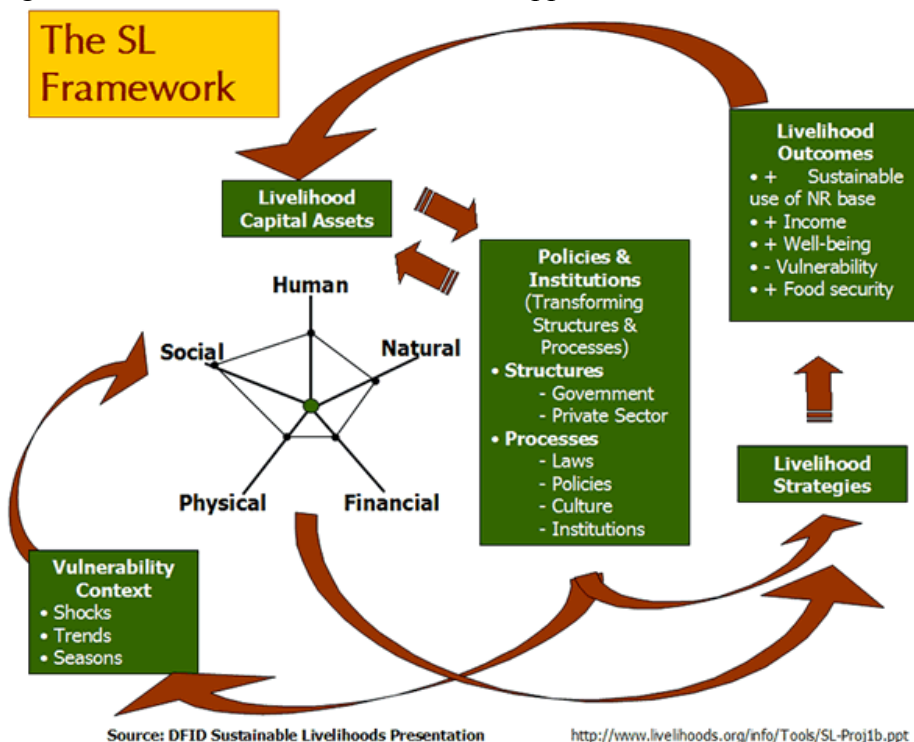 The SL
Framework
Livelihood
Capital Assets
Human
Social
Natural
Physical
Financial
Vulnerability
Context
• Shocks
• Trends
• Seasons
Policies &
Institutions
(Transforming
Structures &
Processes)
• Structures
- Government
- Private Sector
• Processes
- Laws
- Policies
- Culture
- Institutions
Livelihood
Outcomes
• + Sustainable
use of NR base
• + Income
• + Well-being
• - Vulnerability
• + Food security
Livelihood
Strategies
Source: DFID Sustainable Livelihoods Presentation
http://www.livelihoods.org/info/Tools/SL-Proj1b.ppt